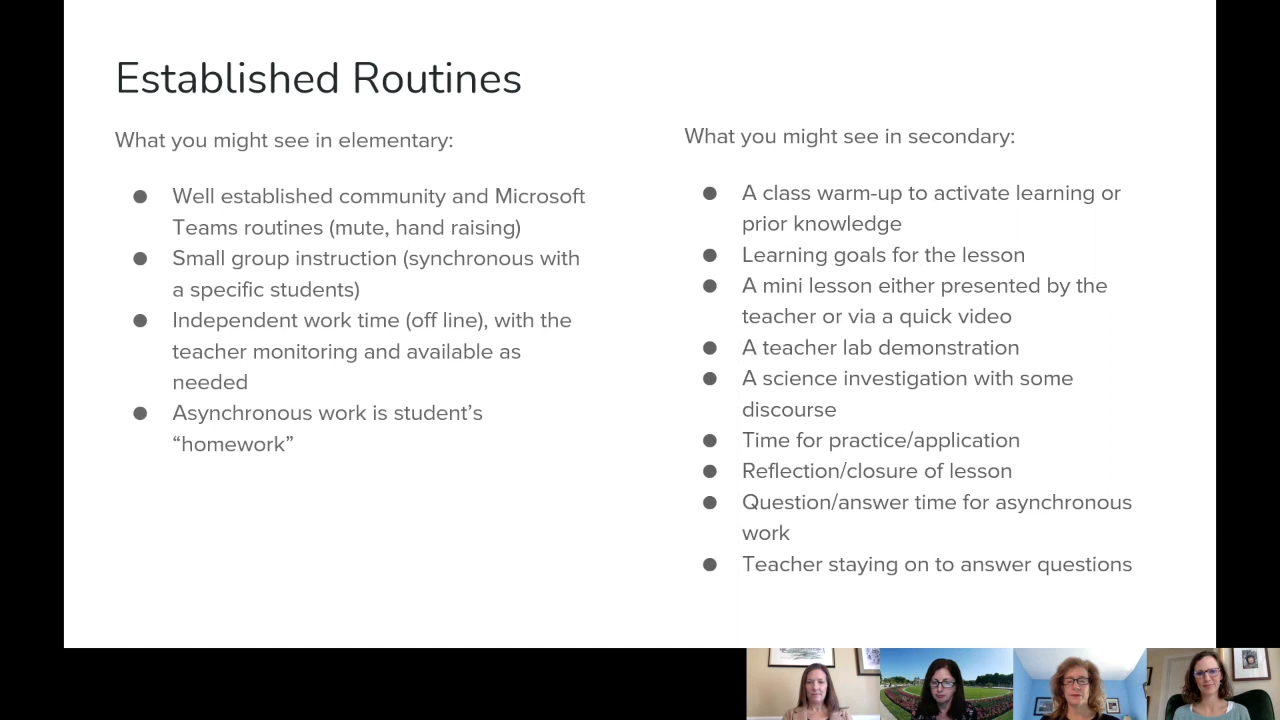 Established Routines
What you might see in elementary:
● Well established community and Microsoft
Teams routines (mute, hand raising)
● Small group instruction (synchronous with
a specific students)
● Independent work time (off line), with the
teacher monitoring and available as
needed
● Asynchronous work is student’s
“homework”
What you might see in secondary:
● A class warm-up to activate learning or
prior knowledge
● Learning goals for the lesson
● A mini lesson either presented by the
teacher or via a quick video
● A teacher lab demonstration
● A science investigation with some
discourse
● Time for practice/application
● Reflection/closure of lesson
● Question/answer time for asynchronous
work
● Teacher staying on to answer questions